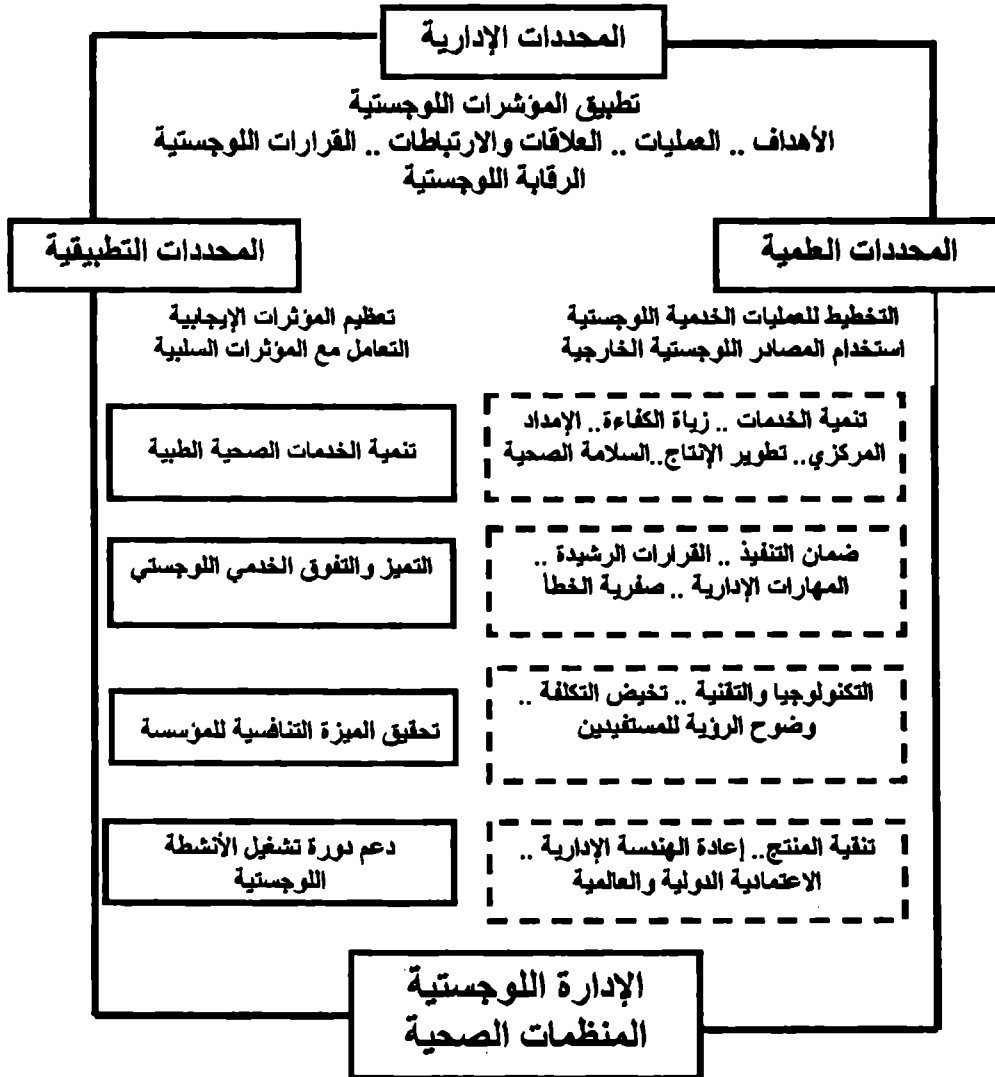 المحددات الإدارية
تطبيق المؤشرات اللوجستية
الأهداف .. العمليات .. العلاقات والارتباطات .. القرارات اللوجستية
الرقابة اللوجستية
المحددات العلمية
المحددات التطبيقية
التخطيط للعمليات الخدمية اللوجستية
استخدام المصادر اللوجستية الخارجية
تعظيم المؤثرات الإيجابية
التعامل مع المؤثرات السلبية
تنمية الخدمات .. زياة الكفاءة.. الإمداد
المركزي.. تطوير الإنتاج..السلامة الصحية
تنمية الخدمات الصحية الطبية
ضمان التنفيذ .. القرارات الرشيدة ..
المهارات الإدارية .. صفرية الخطأ
التميز والتفوق الخدمي اللوجستي
التكنولوجيا والتقنية .. تخيض التكلفة ..
وضوح الرؤية للمستفيدين
تحقيق الميزة التنافسية للمؤسسة
تنقية المنتج.. إعادة الهندسة الإدارية ..
الاعتمادية الدولية والعالمية
دعم دورة تشغيل الأنشطة
اللوجستية
الإدارة اللوجستية
المنظمات الصحية